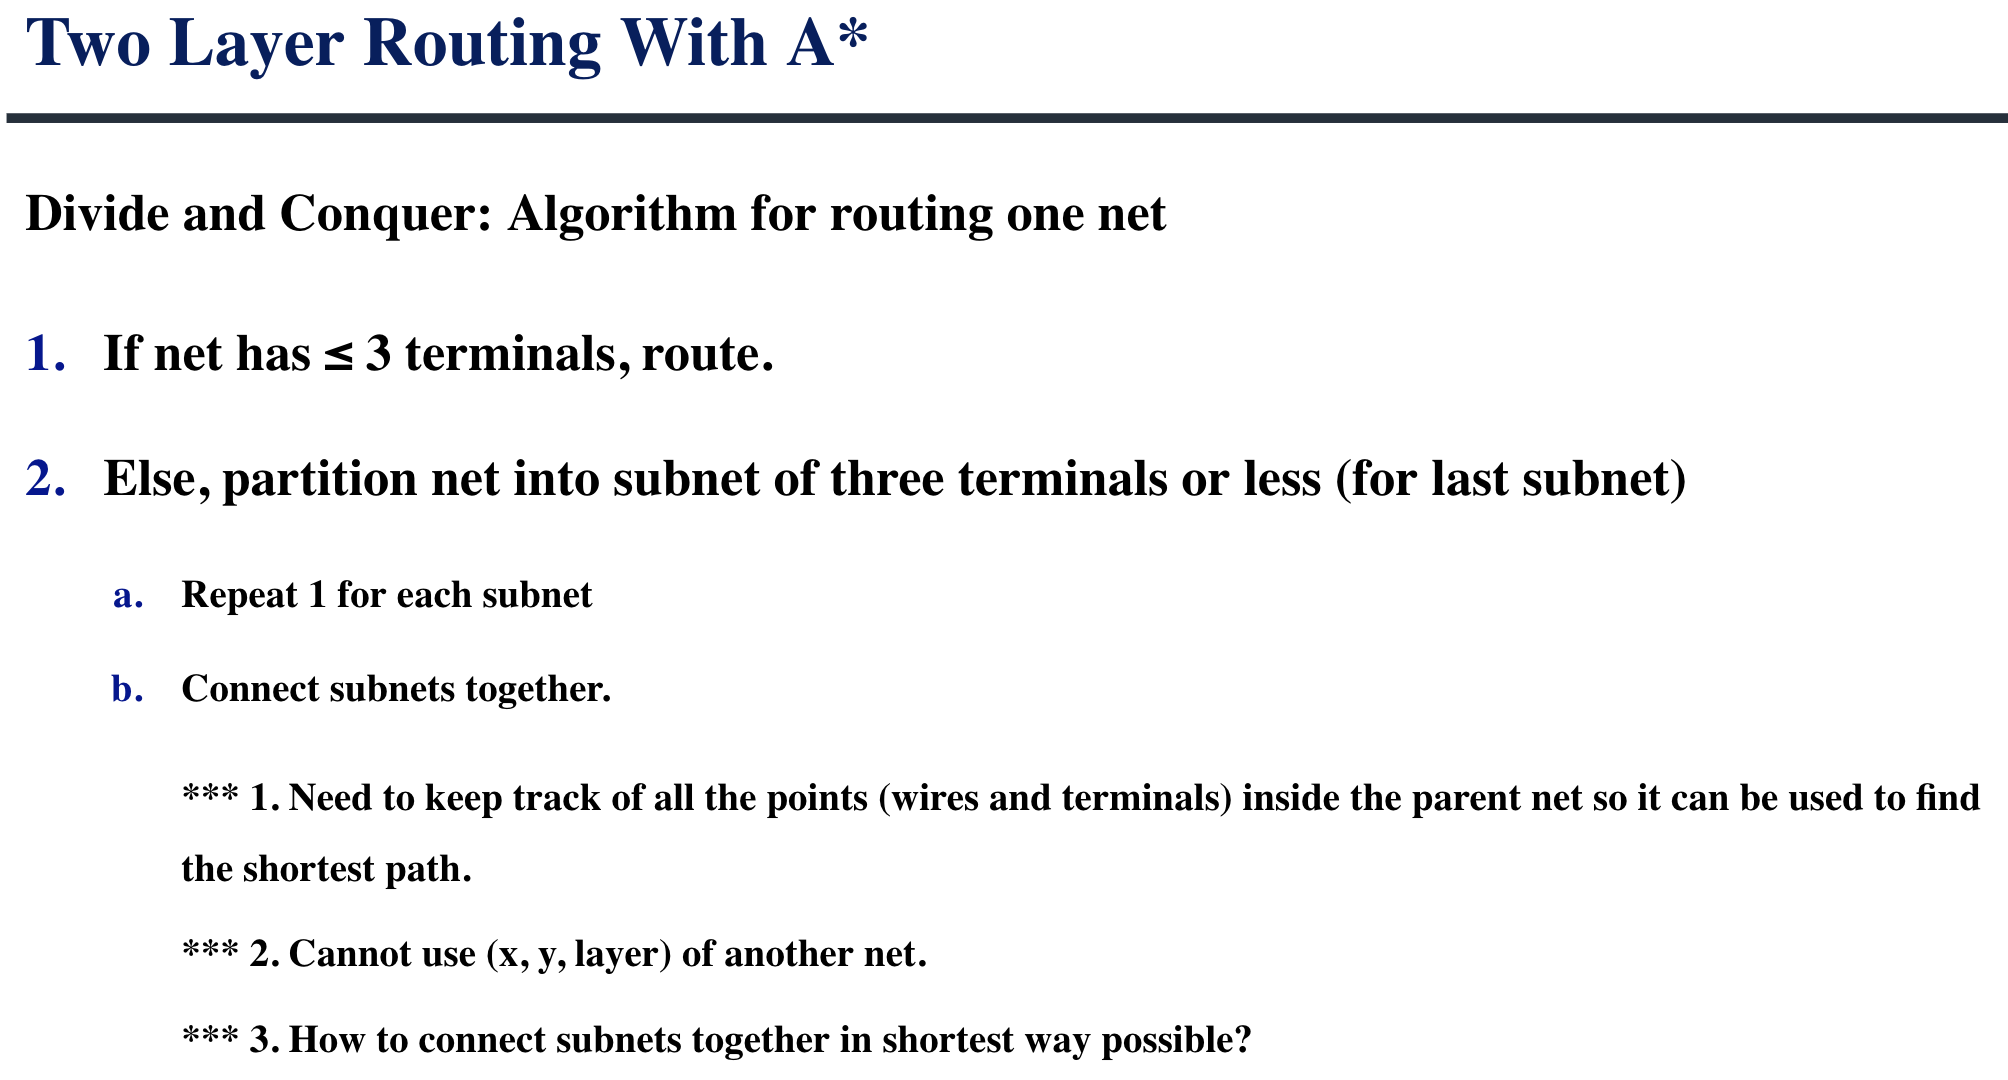 Two Layer Routing With A*
Divide and Conquer: Algorithm for routing one net
1. If net has ≤ 3 terminals, route.
2. Else, partition net into subnet of three terminals or less (for last subnet)
a. Repeat 1 for each subnet
b. Connect subnets together.
*** 1. Need to keep track of all the points (wires and terminals) inside the parent net so it can be used to find
the shortest path.
*** 2. Cannot use (x, y, layer) of another net.
*** 3. How to connect subnets together in shortest way possible?